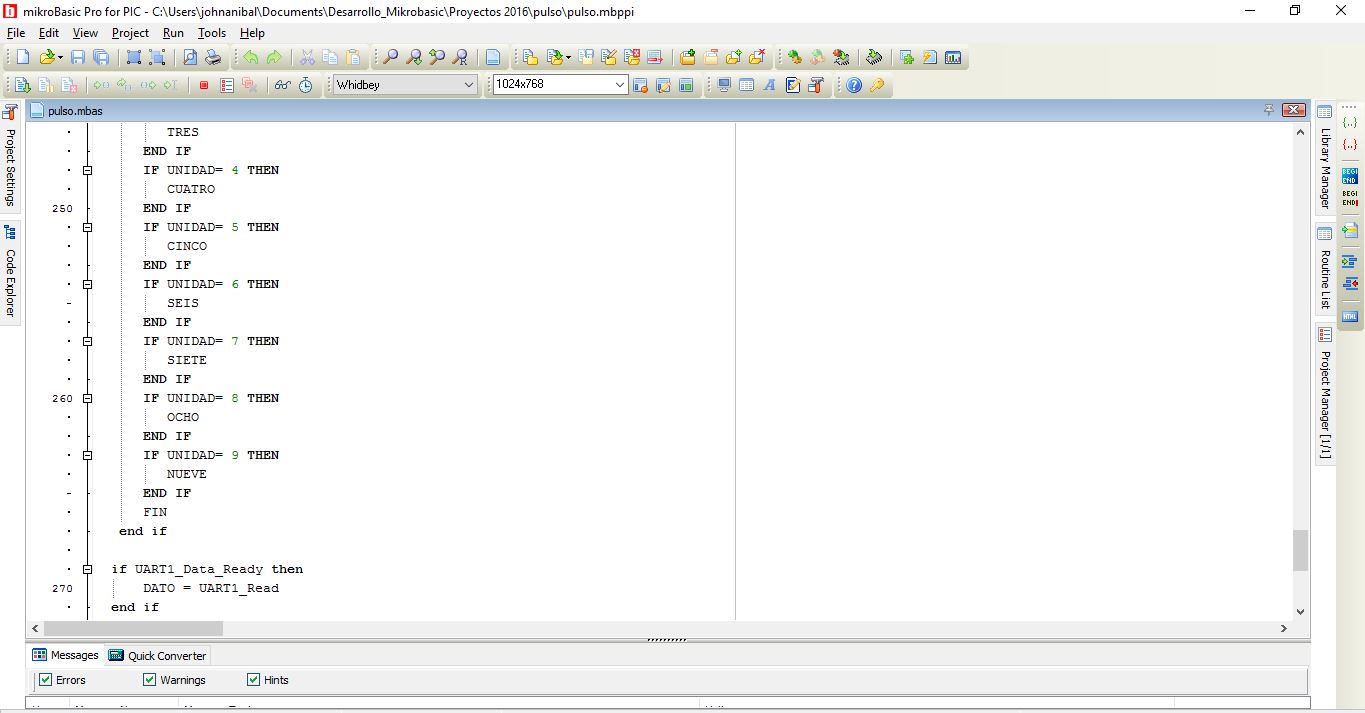 mikroBasic Pro for PIC - C:\Users\johnanibal\Documents\Desarrollo_Mikrobasic\Proyectos 2016\pulso\pulso.mbppi
File Edit View Project Run Tools Help
Whidbey
1024x768
pulso.mbas
Project Settings
Code Explorer
TRES
END IF
IF UNIDAD= 4 THEN
CUATRO
250 END IF
IF UNIDAD= 5 THEN
CINCO
END IF
IF UNIDAD= 6 THEN
SEIS
END IF
IF UNIDAD= 7 THEN
SIETE
END IF
260 IF UNIDAD= 8 THEN
OCHO
END IF
IF UNIDAD= 9 THEN
NUEVE
END IF
FIN
end if
if UART1_Data_Ready then
270 DATO = UART1_Read
end if
Library Manager
Routine List
Project Manager [1/1]
BEGI
END
BEGI
END
HTML
Messages Quick Converter
Errors Warnings Hints